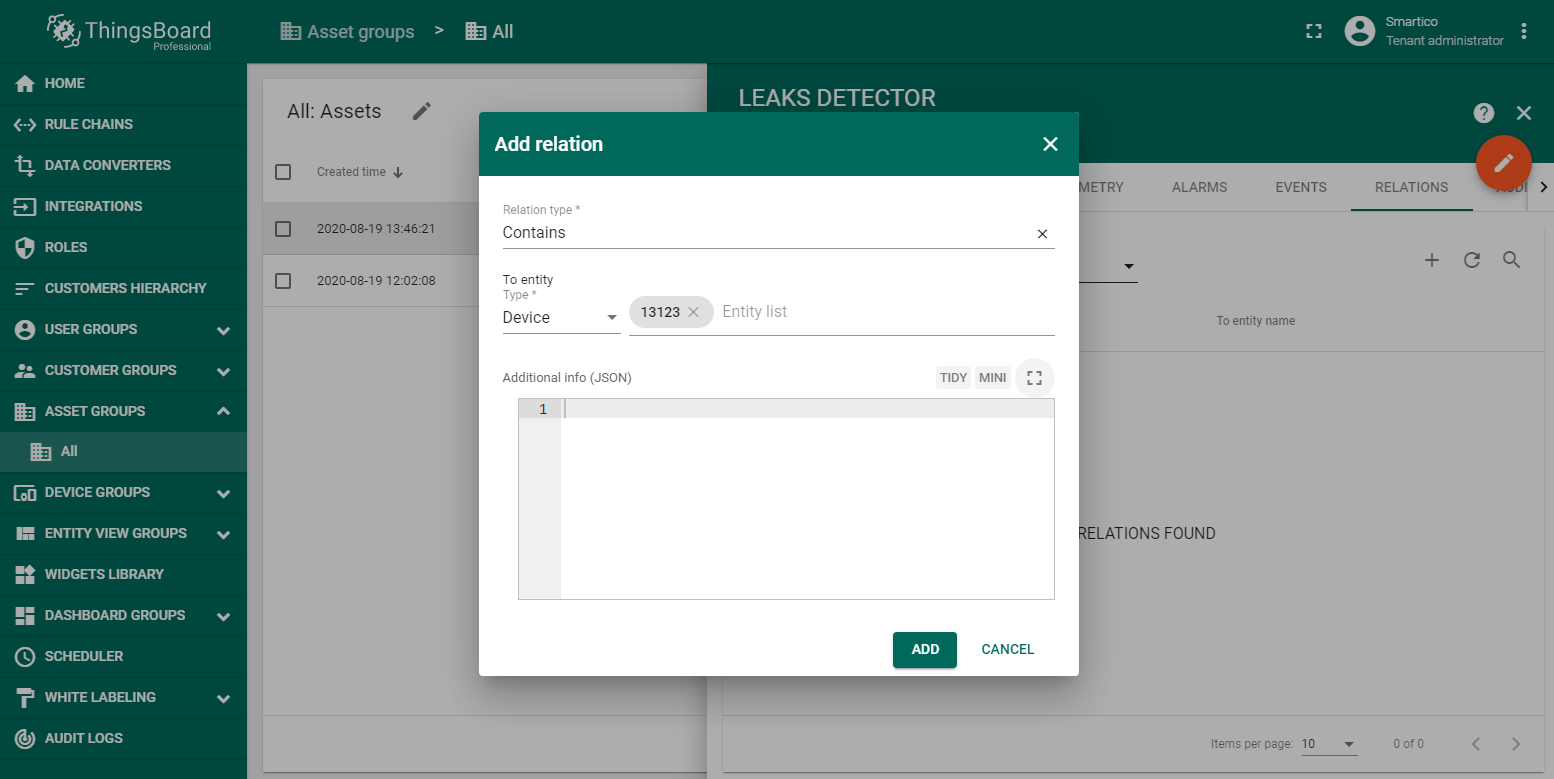 ThingsBoard
Professional
Asset groups > All
Smartico
Tenant administrator
HOME
RULE CHAINS
DATA CONVERTERS
INTEGRATIONS
ROLES
CUSTOMERS HIERARCHY
USER GROUPS
CUSTOMER GROUPS
ASSET GROUPS
All
DEVICE GROUPS
ENTITY VIEW GROUPS
WIDGETS LIBRARY
DASHBOARD GROUPS
SCHEDULER
WHITE LABELING
AUDIT LOGS
All: Assets
Created time
2020-08-19 13:46:21
2020-08-19 12:02:08
LEAKS DETECTOR
METRY ALARMS EVENTS RELATIONS
To entity name
RELATIONS FOUND
Items per page: 10 0 of 0
Add relation
Relation type *
Contains
To entity
Type *
Device 13123 Entity list
Additional info (JSON) TIDY MINI
1
ADD CANCEL